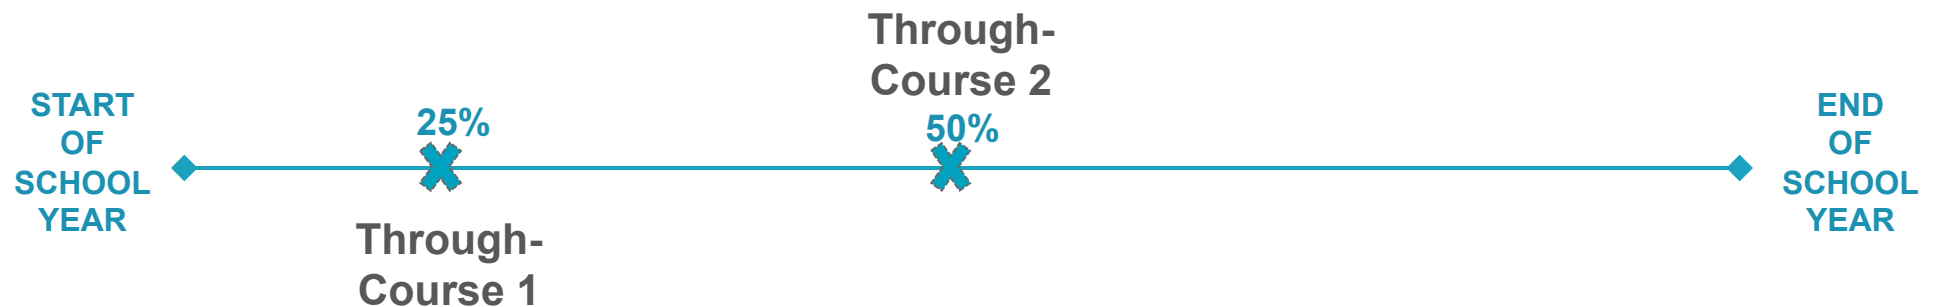 START
OF
SCHOOL
YEAR
25%
Through-
Course 1
Through-
Course 2
50%
END
OF
SCHOOL
YEAR